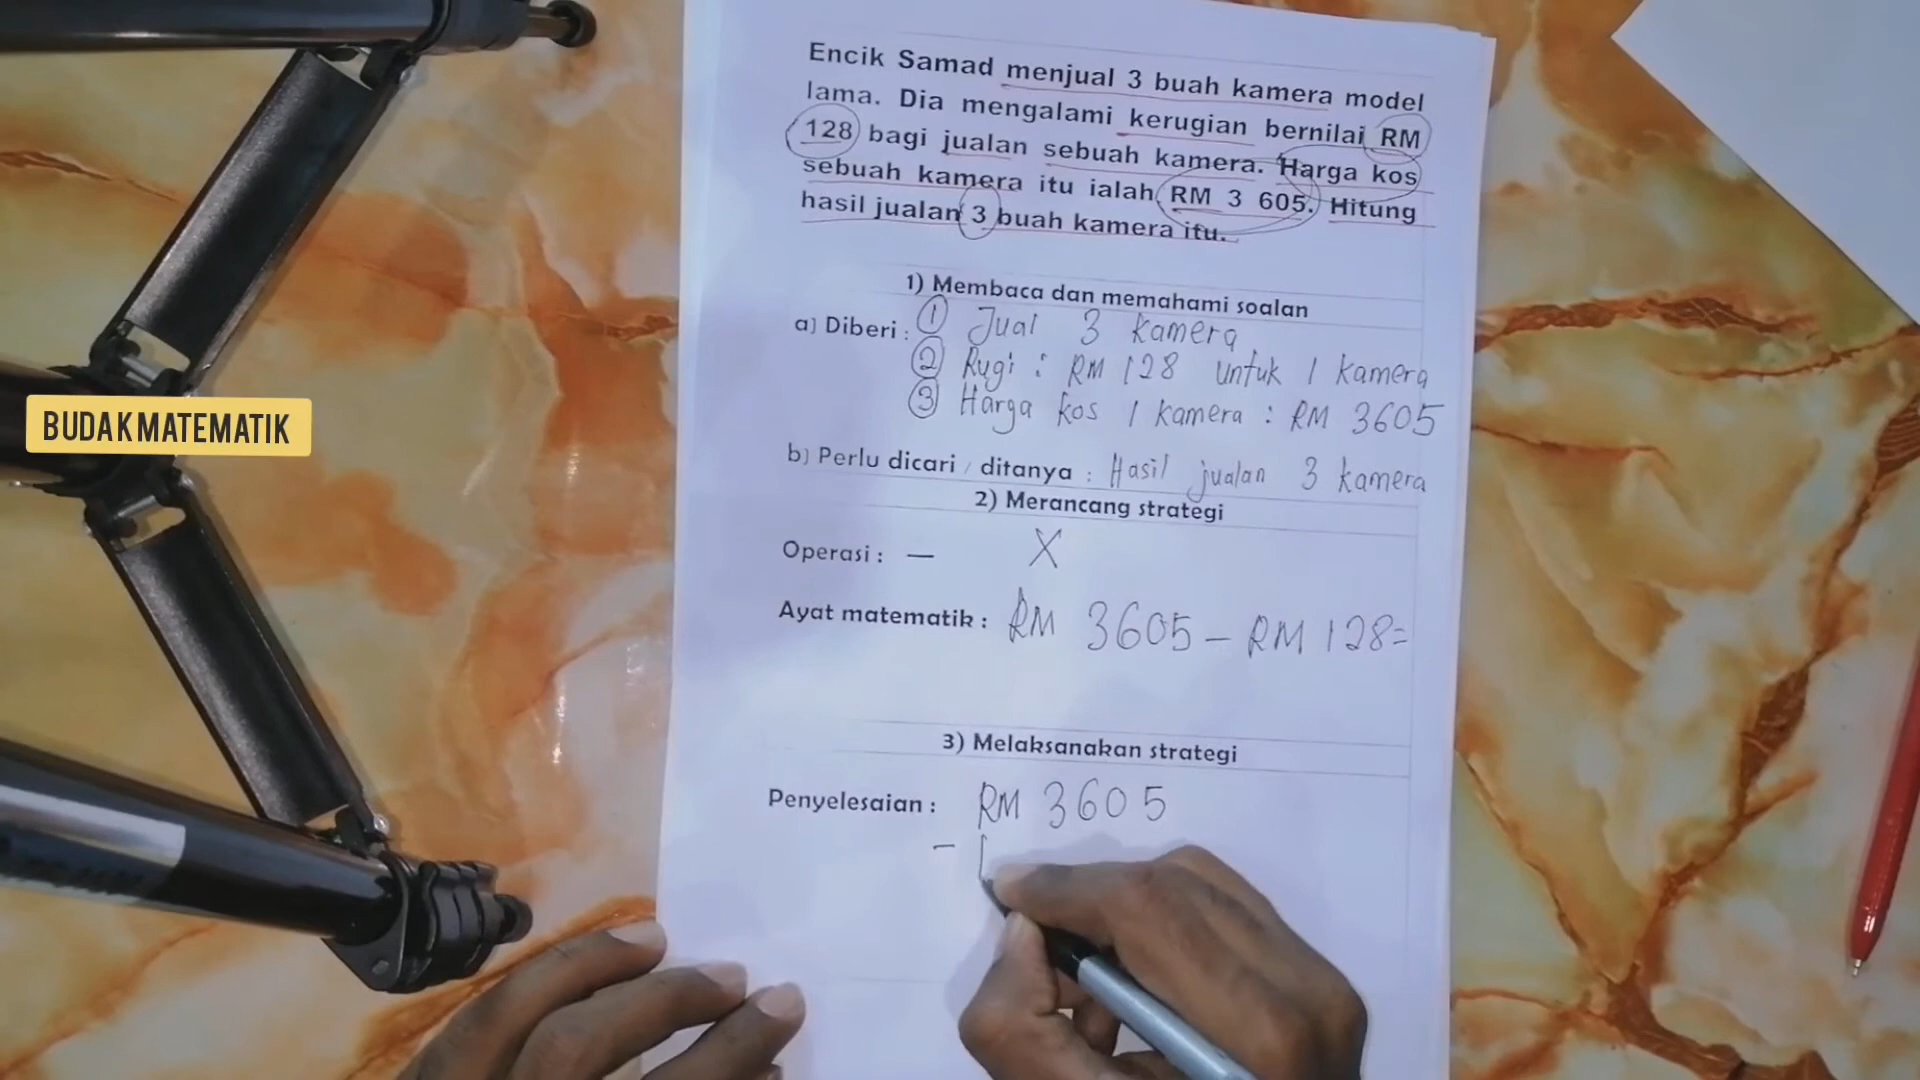 Encik Samad menjual 3 buah kamera model
lama. Dia mengalami kerugian bernilai RM
128 bagi jualan sebuah kamera. Harga kos
sebuah kamera itu ialah RM 3 605. Hitung
hasil jualan 3 buah kamera itu.
1) Membaca dan memahami soalan
a) Diberi : ① Jual 3 kamera
② Rugi : RM 128 untuk 1 kamera
③ Harga kos 1 kamera : RM 3605
BUDAK MATEMATIK
b) Perlu dicari / ditanya : Hasil jualan 3 kamera
2) Merancang strategi
Operasi : – X
Ayat matematik : RM 3605 – RM 128 =
3) Melaksanakan strategi
Penyelesaian : RM 3605
–